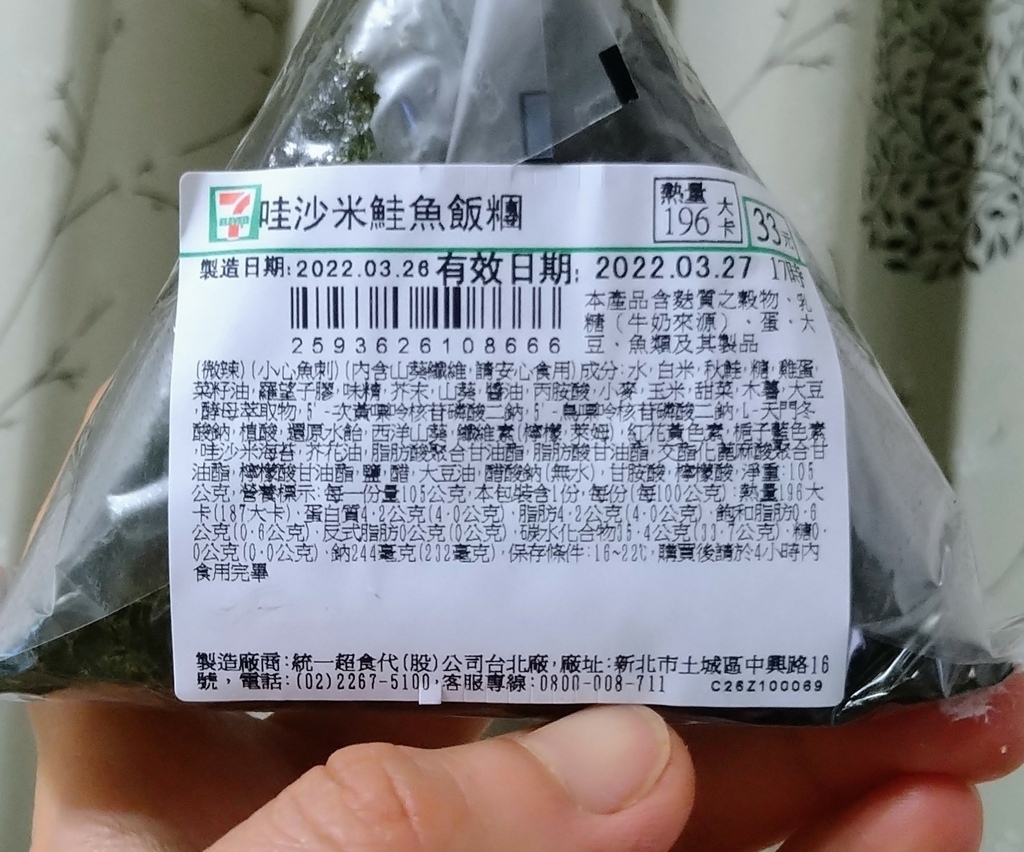 7
ELEVEN
哇沙米鮭魚飯糰
熱量
196大卡
33元
製造日期:2022.03.26 有效日期: 2022.03.27 17時
本產品含麩質之穀物、乳
糖(牛奶來源)、蛋、大
豆、魚類及其製品
2593626108666
(微辣)(小心魚刺)(內含山葵纖維,請安心食用)成分:水,白米,秋鮭,糖,雞蛋,
菜籽油,羅望子膠,味精,芥末,山葵,醬油,丙胺酸,小麥,玉米,甜菜,木薯,大豆
,酵母萃取物,5'-次黃嘌呤核苷磷酸二鈉,5'-鳥嘌呤核苷磷酸二鈉,L-天門冬
酸鈉,植酸,還原水飴,西洋山葵,纖維素(檸檬,萊姆),紅花黃色素,梔子藍色素
,哇沙米海苔,芥花油,脂肪酸聚合甘油酯,脂肪酸甘油酯,交酯化蓖麻酸聚合甘
油酯,檸檬酸甘油酯,鹽,醋,大豆油,醋酸鈉(無水),甘胺酸,檸檬酸,淨重:105
公克,營養標示:每一份量105公克,本包裝含1份,每份(每100公克):熱量196大
卡(187大卡),蛋白質4.2公克(4.0公克),脂肪4.2公克(4.0公克),飽和脂肪0.6
公克(0.6公克),反式脂肪0公克(0公克),碳水化合物35.4公克(33.7公克),糖0.
0公克(0.0公克),鈉244毫克(232毫克),保存條件:16~22℃,購買後請於4小時內
食用完畢
製造廠商:統一超食代(股)公司台北廠,廠址:新北市土城區中興路16
號,電話:(02)2267-5100,客服專線:0800-008-711
C26Z100069